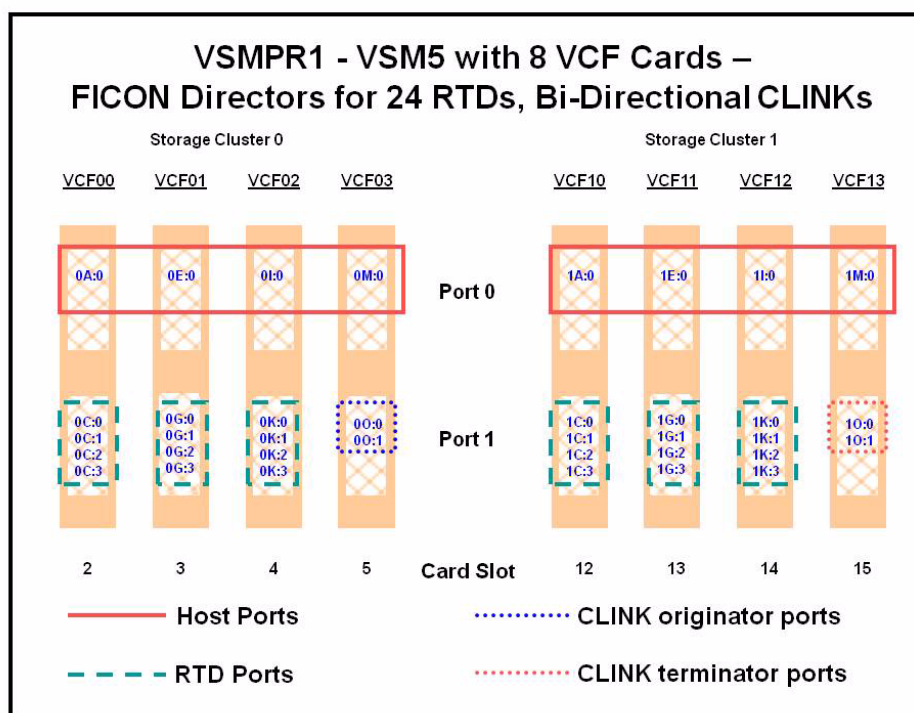 VSMPR1 - VSM5 with 8 VCF Cards –
FICON Directors for 24 RTDs, Bi-Directional CLINKs
Storage Cluster 0
Storage Cluster 1
VCF00 VCF01 VCF02 VCF03 VCF10 VCF11 VCF12 VCF13
0A:0 0E:0 0I:0 0M:0 Port 0 1A:0 1E:0 1I:0 1M:0
0C:0 0G:0 0K:0 0O:0 1C:0 1G:0 1K:0 1O:0
0C:1 0G:1 0K:1 0O:1 Port 1 1C:1 1G:1 1K:1 1O:1
0C:2 0G:2 0K:2 1C:2 1G:2 1K:2
0C:3 0G:3 0K:3 1C:3 1G:3 1K:3
2 3 4 5 Card Slot 12 13 14 15
Host Ports
CLINK originator ports
RTD Ports
CLINK terminator ports